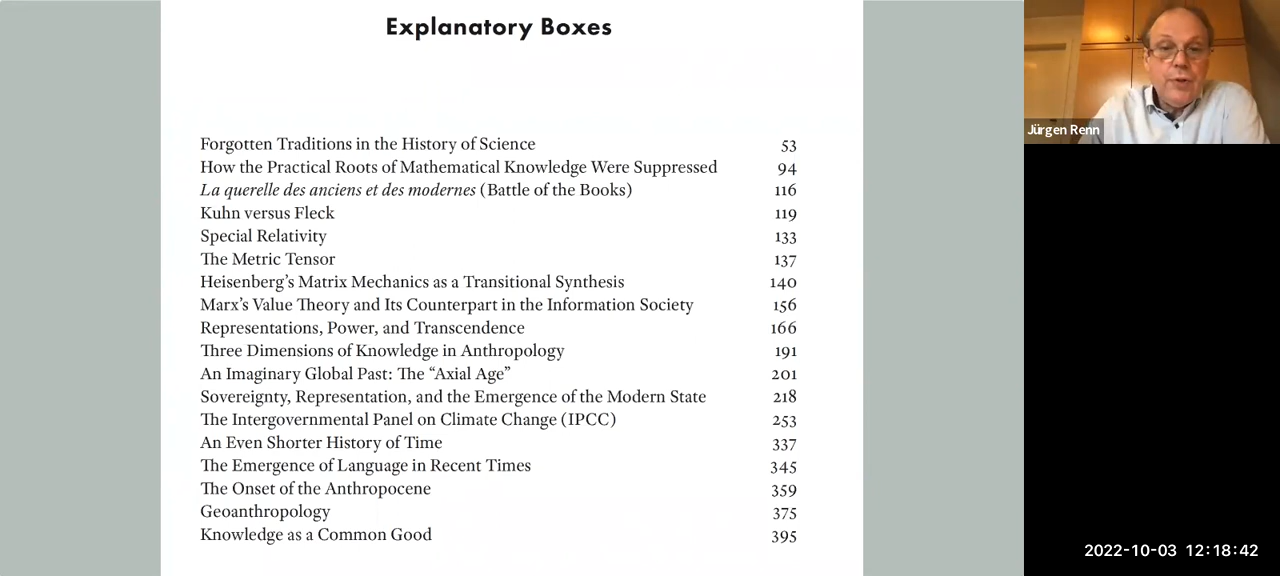 Explanatory Boxes
Forgotten Traditions in the History of Science 53
How the Practical Roots of Mathematical Knowledge Were Suppressed 94
La querelle des anciens et des modernes (Battle of the Books) 116
Kuhn versus Fleck 119
Special Relativity 133
The Metric Tensor 137
Heisenberg’s Matrix Mechanics as a Transitional Synthesis 140
Marx’s Value Theory and Its Counterpart in the Information Society 156
Representations, Power, and Transcendence 166
Three Dimensions of Knowledge in Anthropology 191
An Imaginary Global Past: The “Axial Age” 201
Sovereignty, Representation, and the Emergence of the Modern State 218
The Intergovernmental Panel on Climate Change (IPCC) 253
An Even Shorter History of Time 337
The Emergence of Language in Recent Times 345
The Onset of the Anthropocene 359
Geoanthropology 375
Knowledge as a Common Good 395
Jürgen Renn
2022-10-03 12:18:42